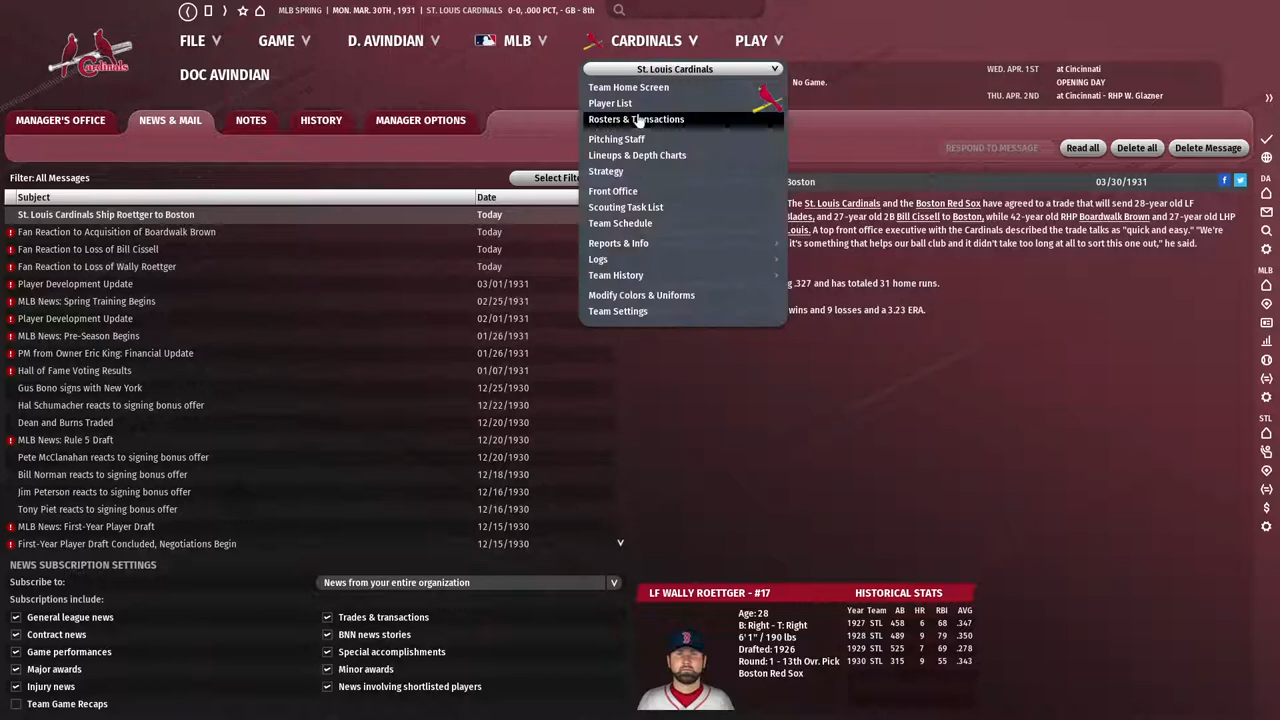 MLB SPRING | MON. MAR. 30TH, 1931 | ST. LOUIS CARDINALS 0-0, .000 PCT, - GB - 8th
Cardinals
FILE GAME D. AVINDIAN MLB CARDINALS PLAY
DOC AVINDIAN
St. Louis Cardinals
Team Home Screen
Player List
Rosters & Transactions
Pitching Staff
Lineups & Depth Charts
Strategy
Front Office
Scouting Task List
Team Schedule
Reports & Info
Logs
Team History
Modify Colors & Uniforms
Team Settings
No Game.
WED. APR. 1ST at Cincinnati
OPENING DAY
THU. APR. 2ND at Cincinnati - RHP W. Glazner
MANAGER'S OFFICE NEWS & MAIL NOTES HISTORY MANAGER OPTIONS
RESPOND TO MESSAGE Read all Delete all Delete Message
Filter: All Messages Select Filte
Subject Date
St. Louis Cardinals Ship Roettger to Boston Today
Fan Reaction to Acquisition of Boardwalk Brown Today
Fan Reaction to Loss of Bill Cissell Today
Fan Reaction to Loss of Wally Roettger Today
Player Development Update 03/01/1931
MLB News: Spring Training Begins 02/25/1931
Player Development Update 02/01/1931
MLB News: Pre-Season Begins 01/26/1931
PM from Owner Eric King: Financial Update 01/26/1931
Hall of Fame Voting Results 01/07/1931
Gus Bono signs with New York 12/25/1930
Hal Schumacher reacts to signing bonus offer 12/22/1930
Dean and Burns Traded 12/20/1930
MLB News: Rule 5 Draft 12/20/1930
Pete McClanahan reacts to signing bonus offer 12/20/1930
Bill Norman reacts to signing bonus offer 12/18/1930
Jim Peterson reacts to signing bonus offer 12/16/1930
Tony Piet reacts to signing bonus offer 12/16/1930
MLB News: First-Year Player Draft 12/15/1930
First-Year Player Draft Concluded, Negotiations Begin 12/15/1930
Boston 03/30/1931
The St. Louis Cardinals and the Boston Red Sox have agreed to a trade that will send 28-year old LF
Blades, and 27-year old 2B Bill Cissell to Boston, while 42-year old RHP Boardwalk Brown and 27-year old LHP
Louis. A top front office executive with the Cardinals described the trade talks as "quick and easy." "We're
it's something that helps our ball club and it didn't take too long at all to sort this one out," he said.
g .327 and has totaled 31 home runs.
wins and 9 losses and a 3.23 ERA.
NEWS SUBSCRIPTION SETTINGS
Subscribe to: News from your entire organization
Subscriptions include:
General league news Trades & transactions
Contract news BNN news stories
Game performances Special accomplishments
Major awards Minor awards
Injury news News involving shortlisted players
Team Game Recaps
LF WALLY ROETTGER - #17
Age: 28
B: Right - T: Right
6' 1" / 190 lbs
Drafted: 1926
Round: 1 - 13th Ovr. Pick
Boston Red Sox
HISTORICAL STATS
Year Team AB HR RBI AVG
1927 STL 458 6 68 .347
1928 STL 489 9 79 .350
1929 STL 525 7 69 .278
1930 STL 315 9 55 .343
DA
MLB
STL